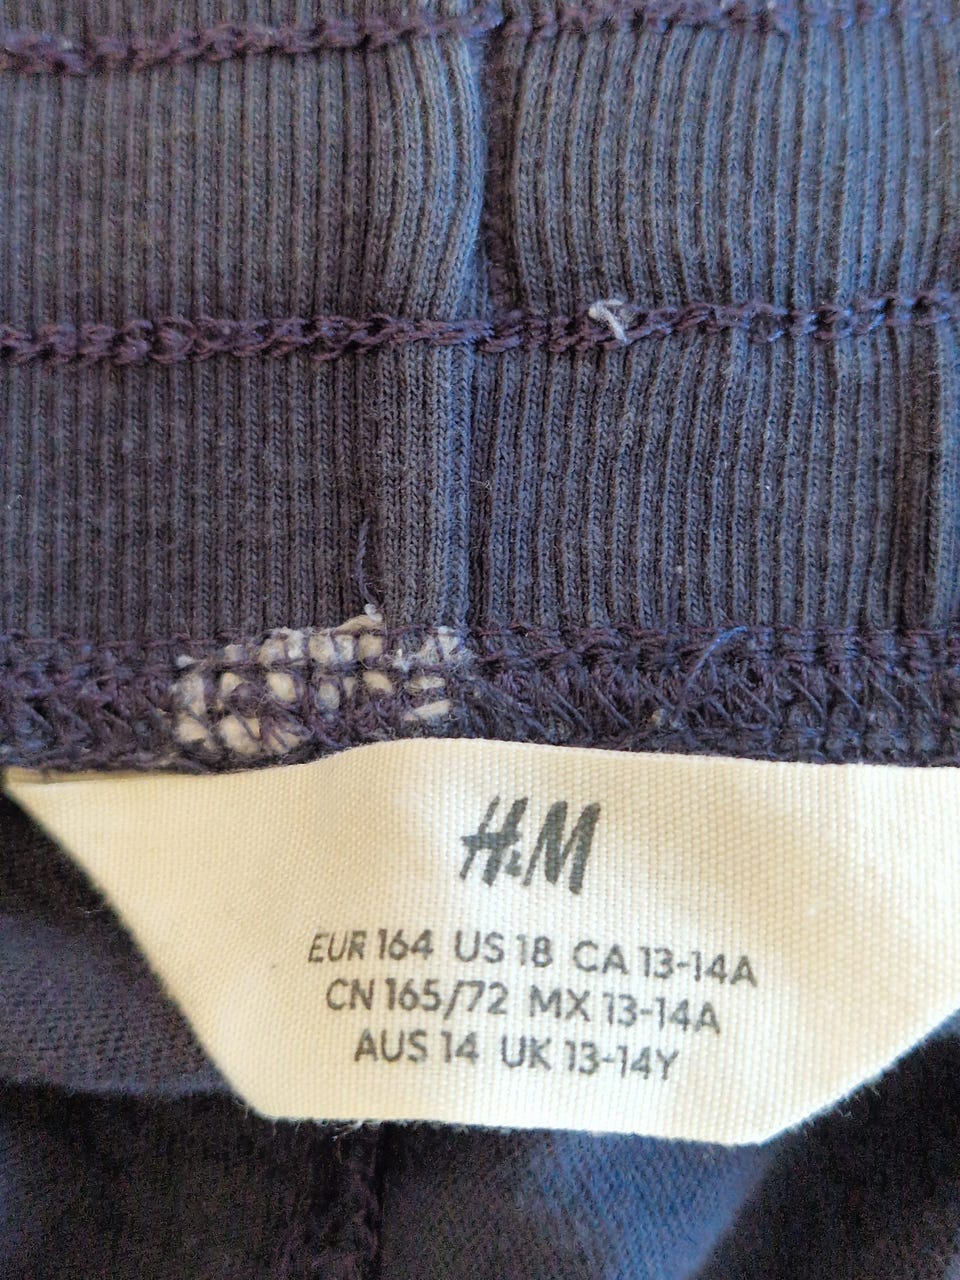 H&M
EUR 164 US 18 CA 13-14A
CN 165/72 MX 13-14A
AUS 14 UK 13-14Y